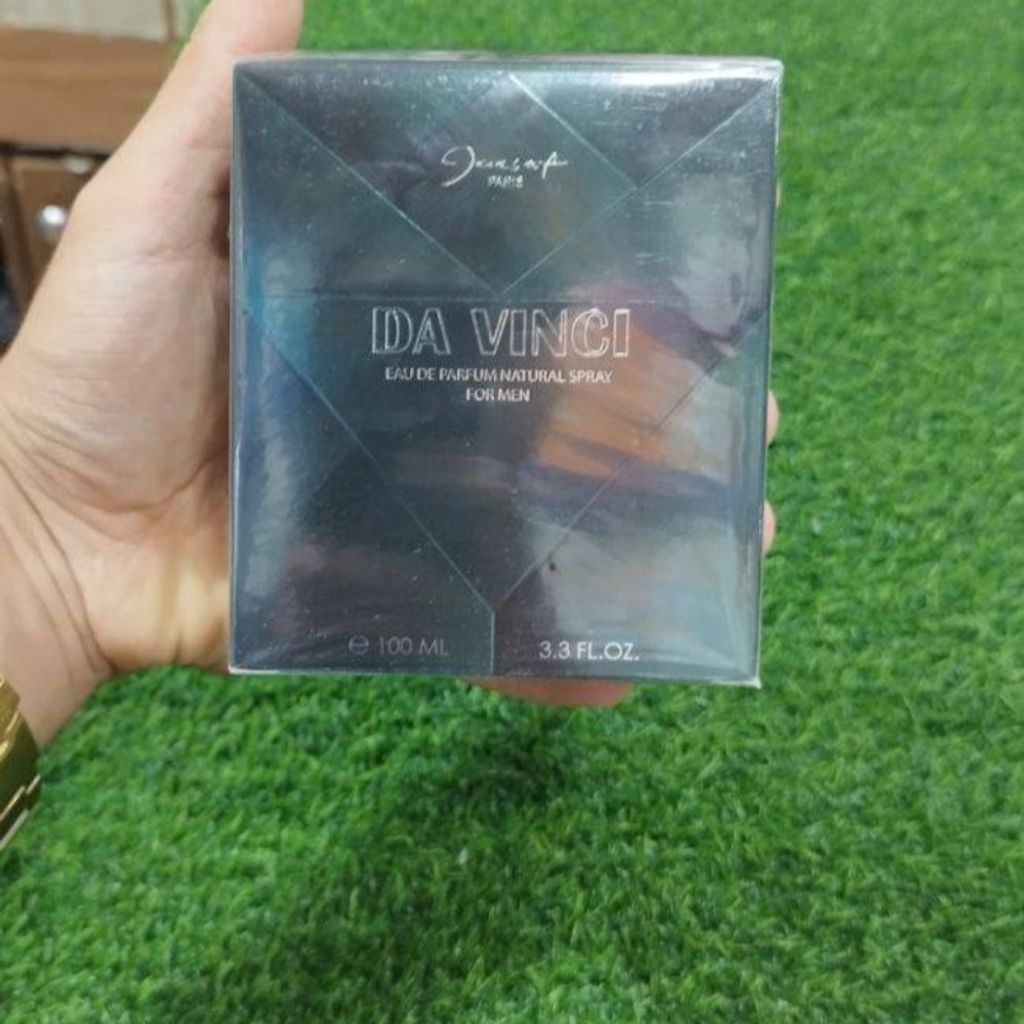 PARIS
DA VINCI
EAU DE PARFUM NATURAL SPRAY
FOR MEN
℮ 100 ML
3.3 FL.OZ.